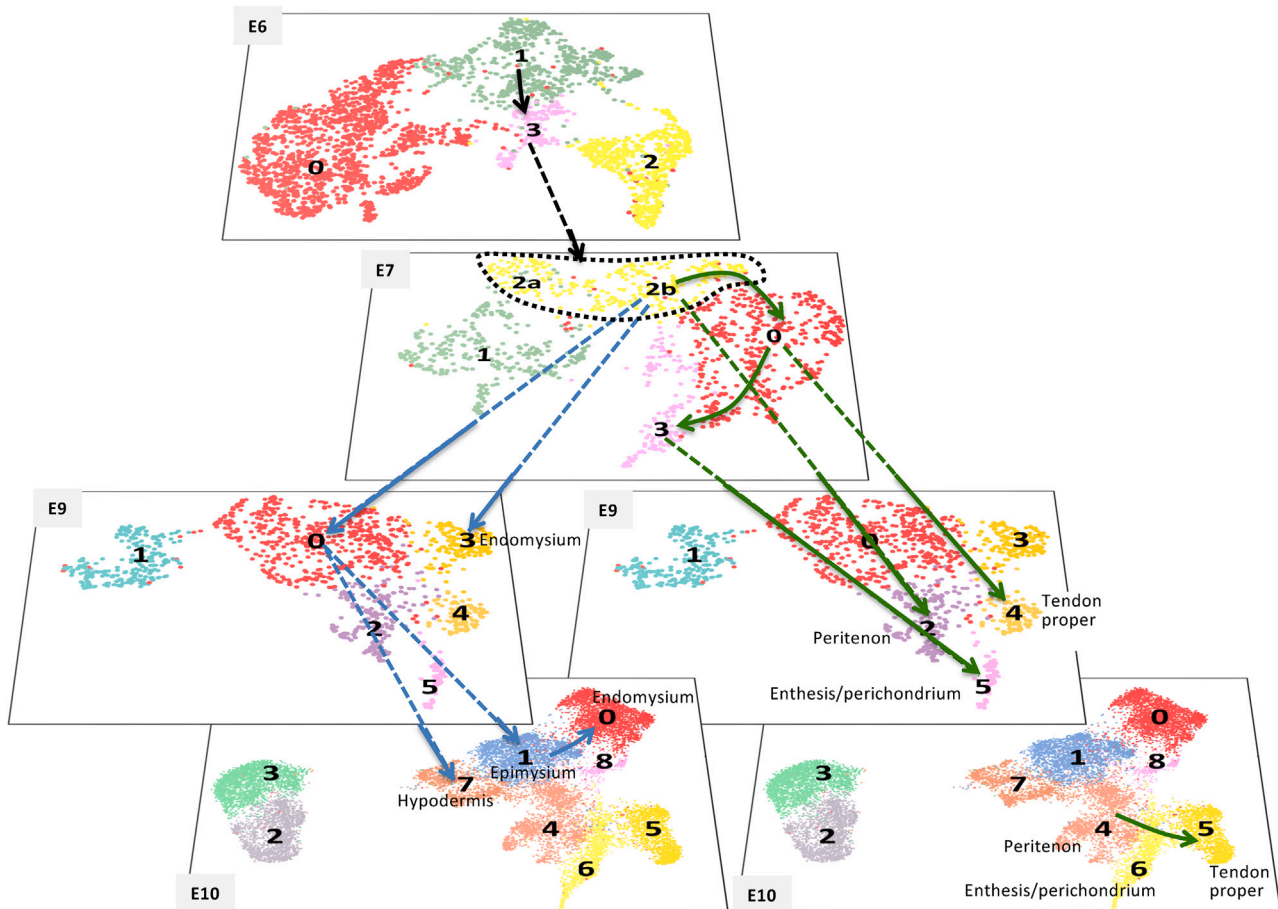 E6
1
3
0
2
E7
2a
2b
1
0
3
E9
1
0
3
Endomysium
2
4
5
E9
1
0
3
2
4
Tendon
proper
Peritenon
Enthesis/perichondrium
5
E10
Endomysium
0
1
8
Epimysium
7
Hypodermis
3
2
4
5
6
E10
0
1
8
7
3
2
4
5
Peritenon
6
Enthesis/perichondrium
Tendon
proper